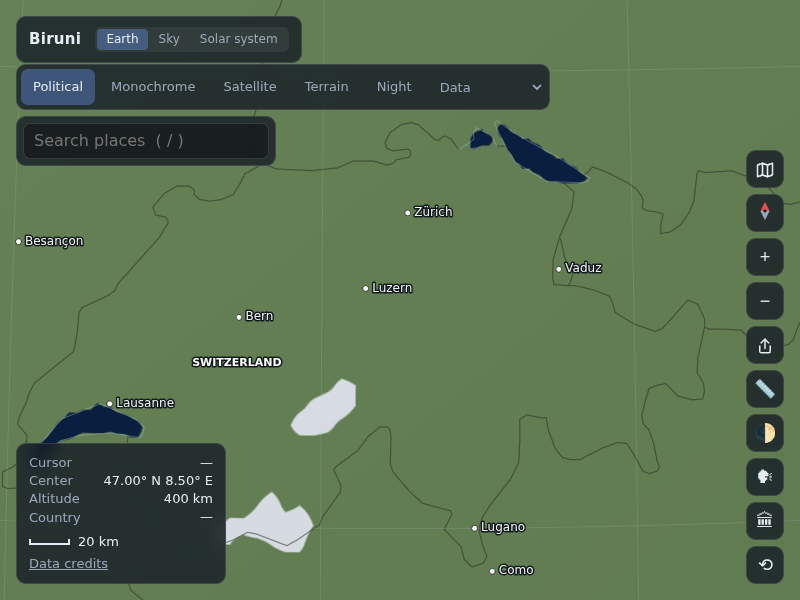 Biruni Earth Sky Solar system
Political Monochrome Satellite Terrain Night Data
Search places ( / )
Zürich
Besançon
Vaduz
Luzern
Bern
SWITZERLAND
Lausanne
Cursor —
Center 47.00° N 8.50° E
Altitude 400 km
Country —
20 km
Data credits
Lugano
Como